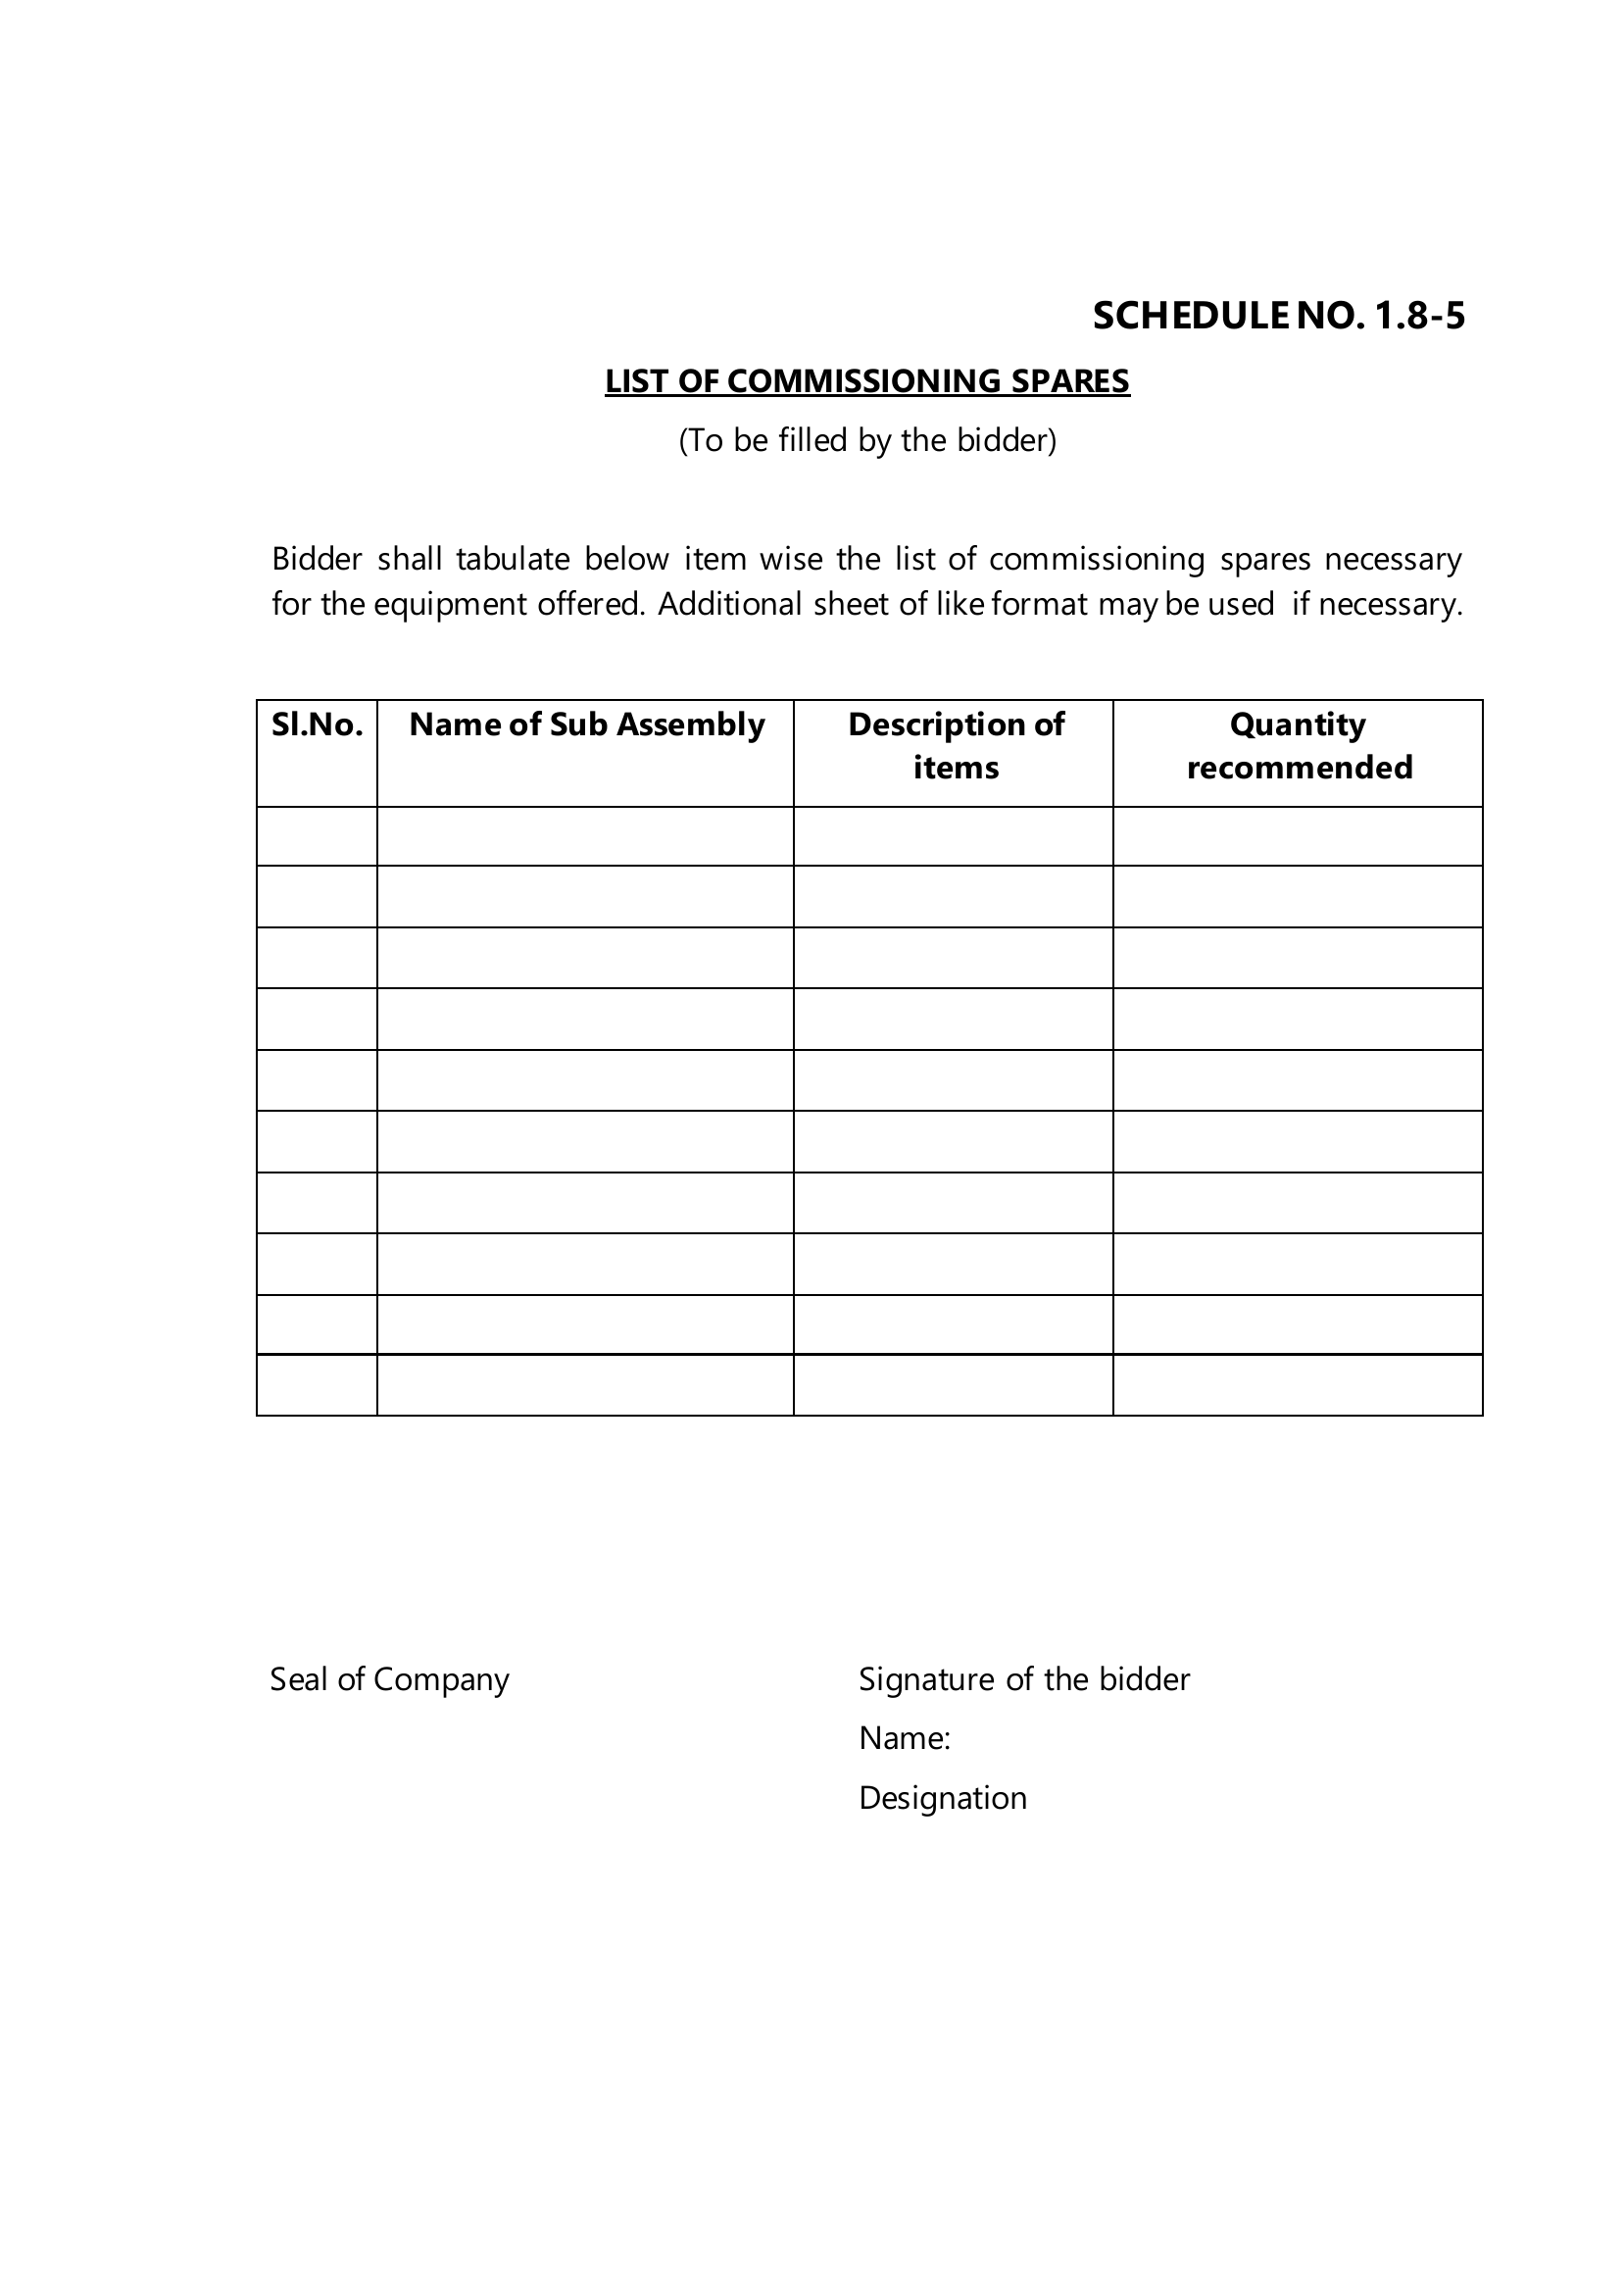 SCHEDULE NO. 1.8-5
LIST OF COMMISSIONING SPARES
(To be filled by the bidder)
Bidder shall tabulate below item wise the list of commissioning spares necessary
for the equipment offered. Additional sheet of like format may be used if necessary.
Sl.No. Name of Sub Assembly Description of items Quantity recommended
Seal of Company Signature of the bidder
Name:
Designation